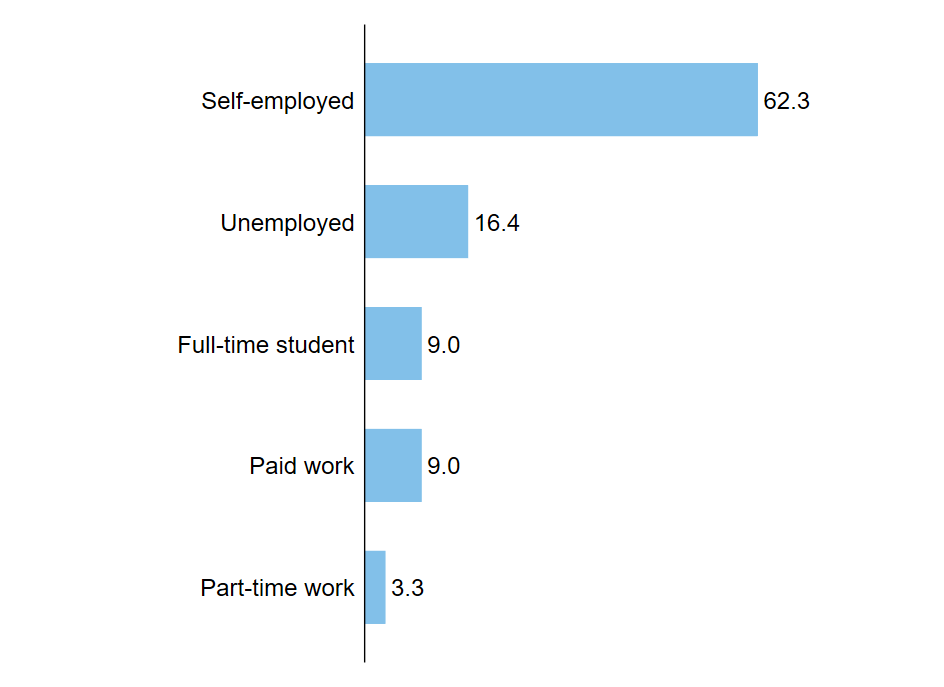 Self-employed 62.3
Unemployed 16.4
Full-time student 9.0
Paid work 9.0
Part-time work 3.3